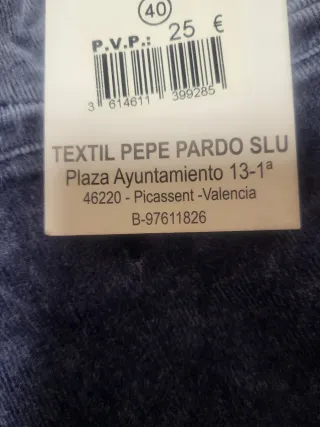 40
P.V.P.: 25 €
3 614611 399285
TEXTIL PEPE PARDO SLU
Plaza Ayuntamiento 13-1ª
46220 - Picassent -Valencia
B-97611826